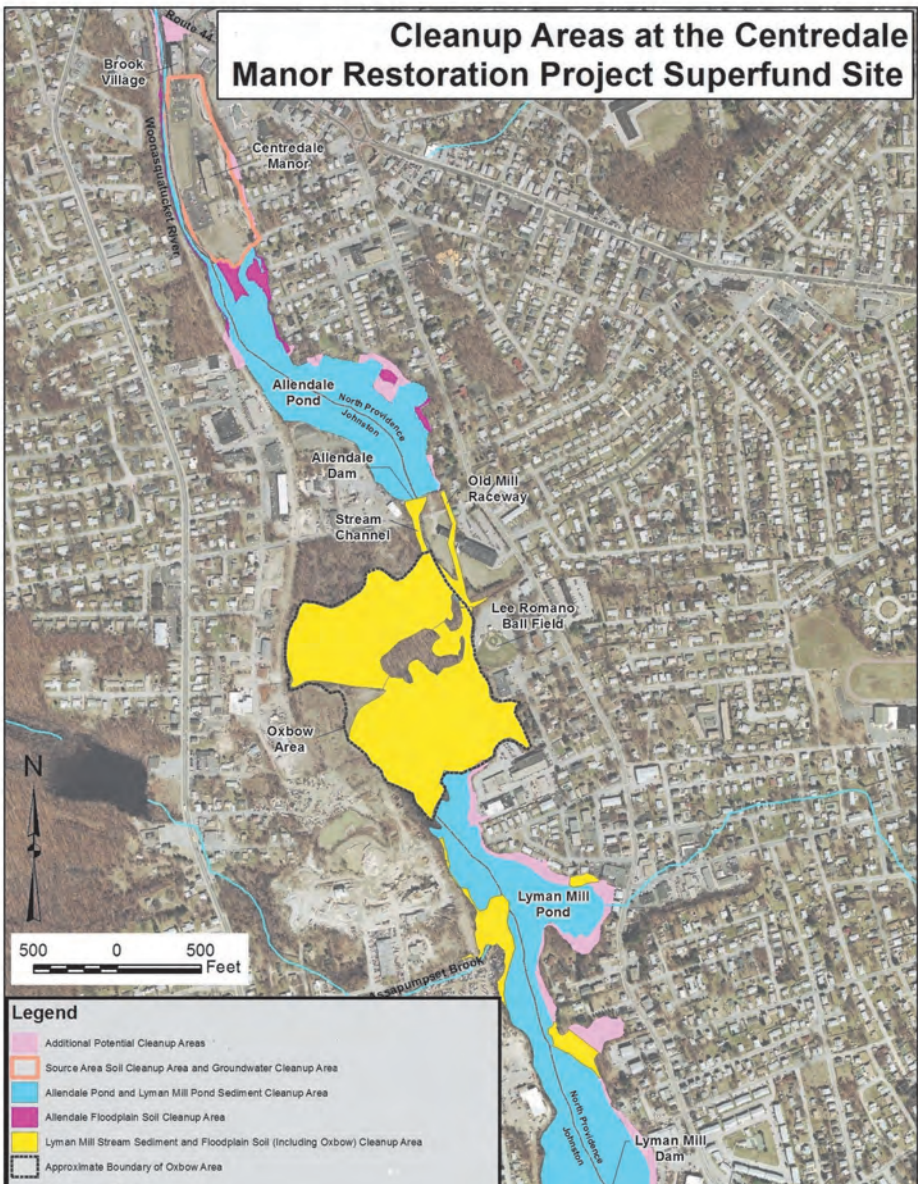 Cleanup Areas at the Centredale
Manor Restoration Project Superfund Site
Route 44
Brook
Village
Woonasquatucket River
Centredale
Manor
Allendale
Pond
North Providence
Johnston
Allendale
Dam
Old Mill
Raceway
Stream
Channel
Lee Romano
Ball Field
Oxbow
Area
N
Lyman Mill
Pond
500 0 500
Feet
Assapumpset Brook
North Providence
Johnston
Lyman Mill
Dam
Legend
Additional Potential Cleanup Areas
Source Area Soil Cleanup Area and Groundwater Cleanup Area
Allendale Pond and Lyman Mill Pond Sediment Cleanup Area
Allendale Floodplain Soil Cleanup Area
Lyman Mill Stream Sediment and Floodplain Soil (Including Oxbow) Cleanup Area
Approximate Boundary of Oxbow Area